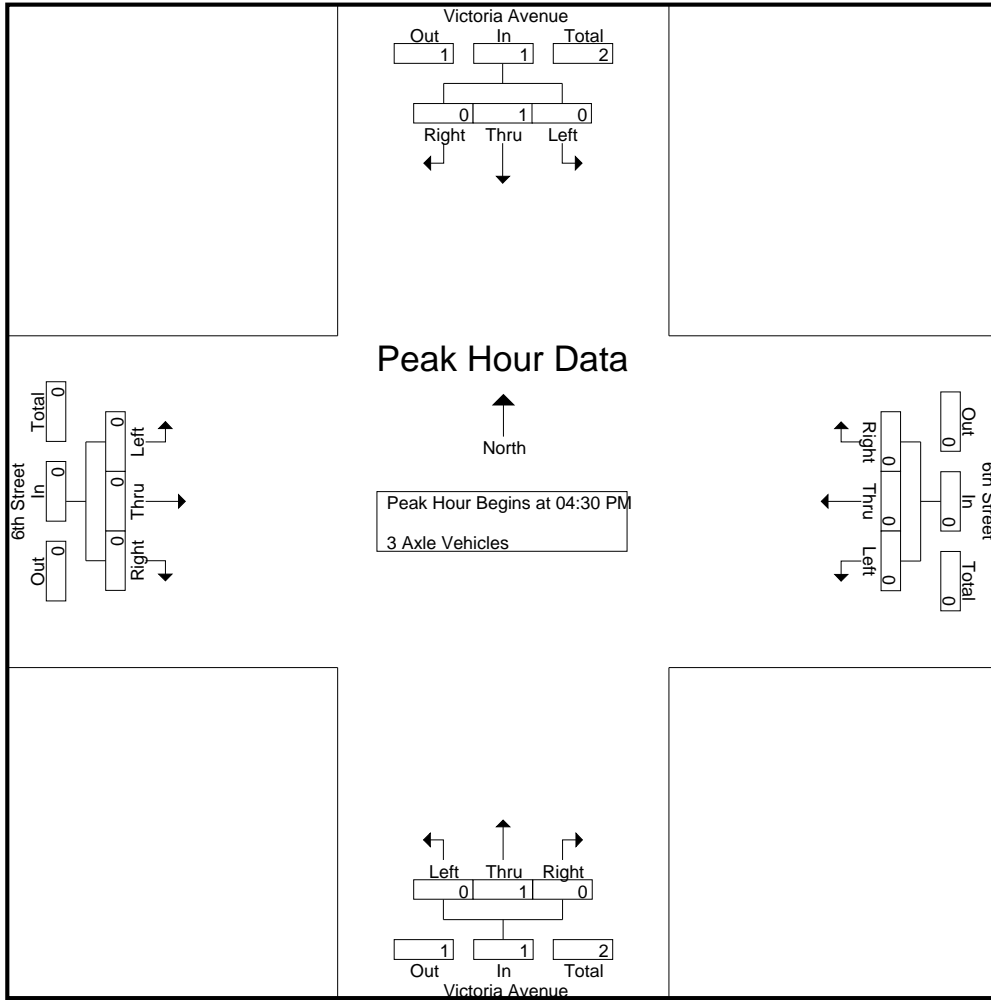 Victoria Avenue
Out In Total
1 1 2
0 1 0
Right Thru Left
Peak Hour Data
North
Peak Hour Begins at 04:30 PM
3 Axle Vehicles
6th Street
Out In Total
0 0 0
0 0 0
Right Thru Left
6th Street
Out In Total
0 0 0
0 0 0
Right Thru Left
Left Thru Right
0 1 0
1 1 2
Out In Total
Victoria Avenue